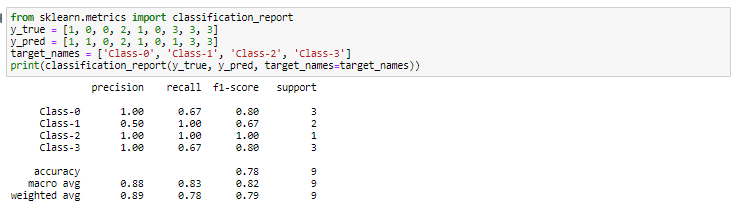 from sklearn.metrics import classification_report
y_true = [1, 0, 0, 2, 1, 0, 3, 3, 3]
y_pred = [1, 1, 0, 2, 1, 0, 1, 3, 3]
target_names = ['Class-0', 'Class-1', 'Class-2', 'Class-3']
print(classification_report(y_true, y_pred, target_names=target_names))
precision recall f1-score support
Class-0 1.00 0.67 0.80 3
Class-1 0.50 1.00 0.67 2
Class-2 1.00 1.00 1.00 1
Class-3 1.00 0.67 0.80 3
accuracy 0.78 9
macro avg 0.88 0.83 0.82 9
weighted avg 0.89 0.78 0.79 9